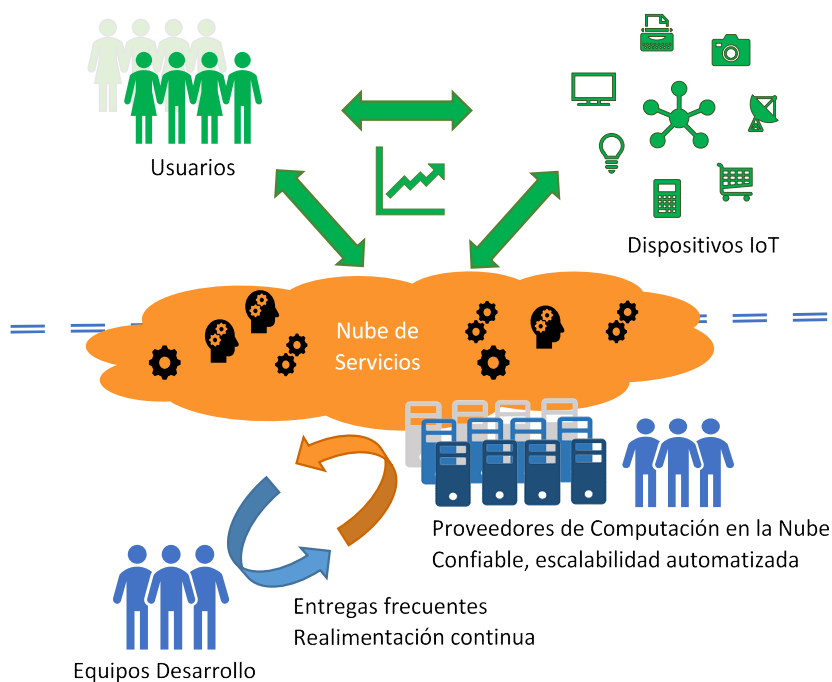 Usuarios
Dispositivos IoT
Nube de
Servicios
Proveedores de Computación en la Nube
Confiable, escalabilidad automatizada
Entregas frecuentes
Realimentación continua
Equipos Desarrollo